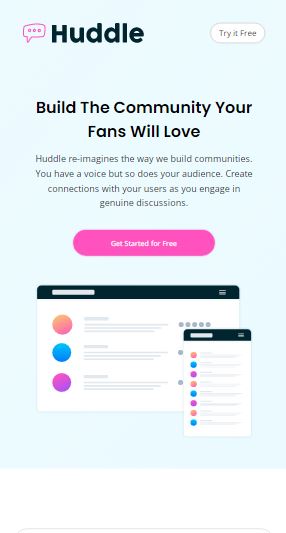 Huddle
Try it Free
Build The Community Your
Fans Will Love
Huddle re-imagines the way we build communities.
You have a voice but so does your audience. Create
connections with your users as you engage in
genuine discussions.
Get Started for Free